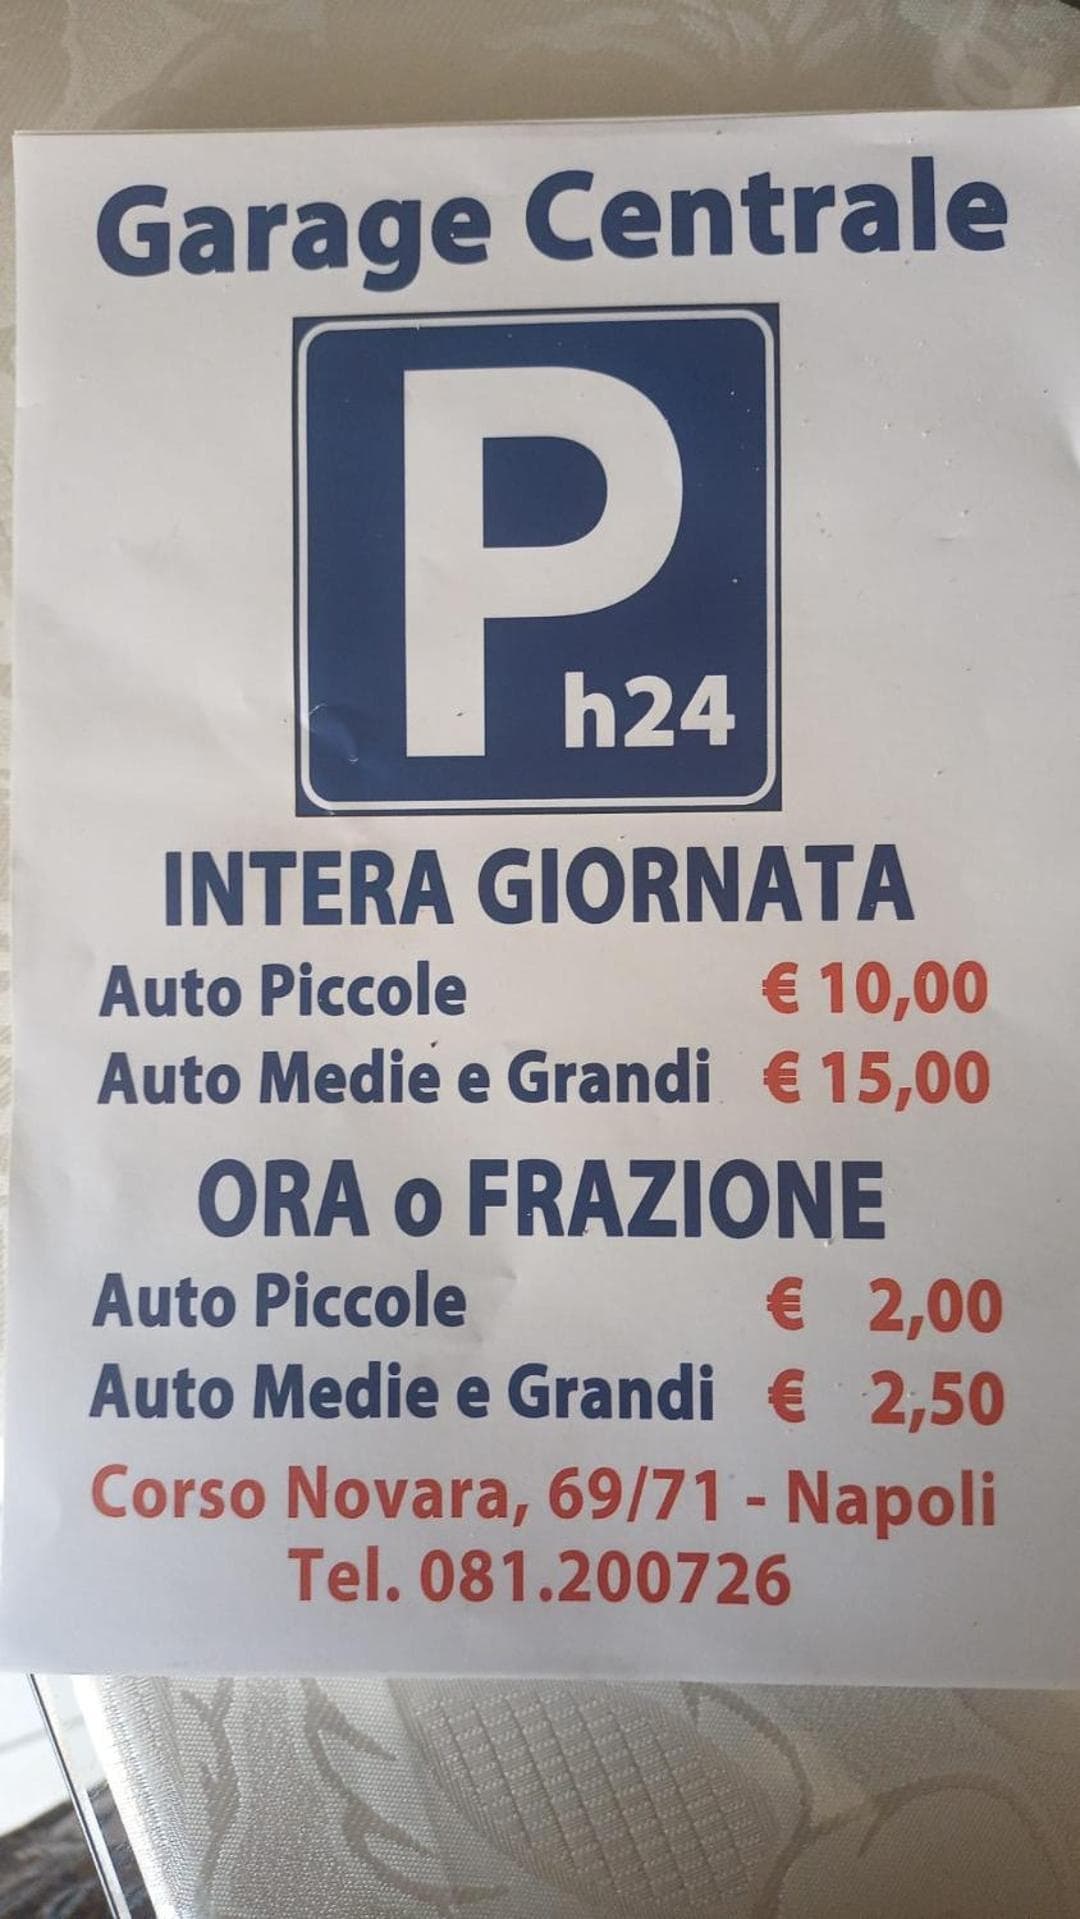 Garage Centrale
P
h24
INTERA GIORNATA
Auto Piccole € 10,00
Auto Medie e Grandi € 15,00
ORA o FRAZIONE
Auto Piccole € 2,00
Auto Medie e Grandi € 2,50
Corso Novara, 69/71 - Napoli
Tel. 081.200726